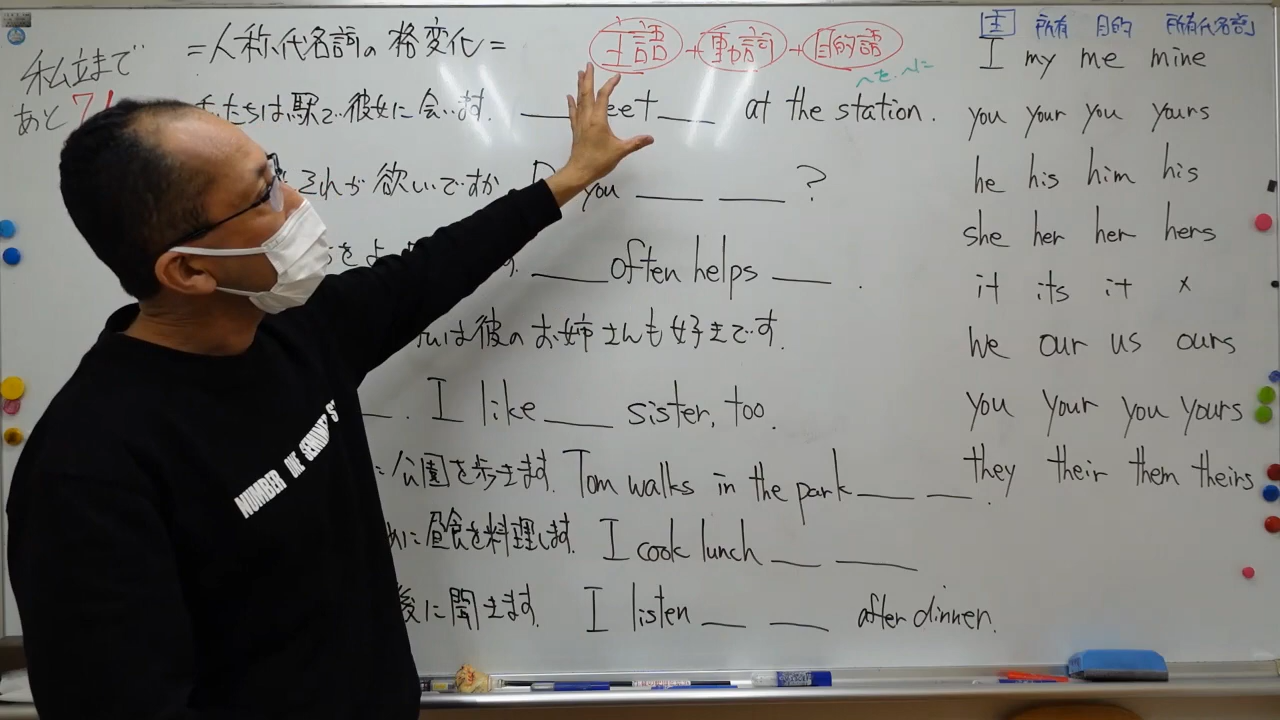 私立まで
あと 71
=人称代名詞の格変化=
主語+動詞+目的語
〜を、〜に
主 所有 目的 所有代名詞
I my me mine
you your you yours
he his him his
she her her hers
it its it ×
we our us ours
you your you yours
they their them theirs
たちは駅で彼女に会います. ___ eet ___ at the station.
それが欲いですか. D you ___ ___ ?
___ often helps ___ .
は彼のお姉さんも好きです.
___ . I like ___ sister, too.
公園を歩きます. Tom walks in the park ___ ___ .
に昼食を料理します. I cook lunch ___ ___
後に聞きます. I listen ___ ___ after dinner.
NUMBER ONE SEMINAR S